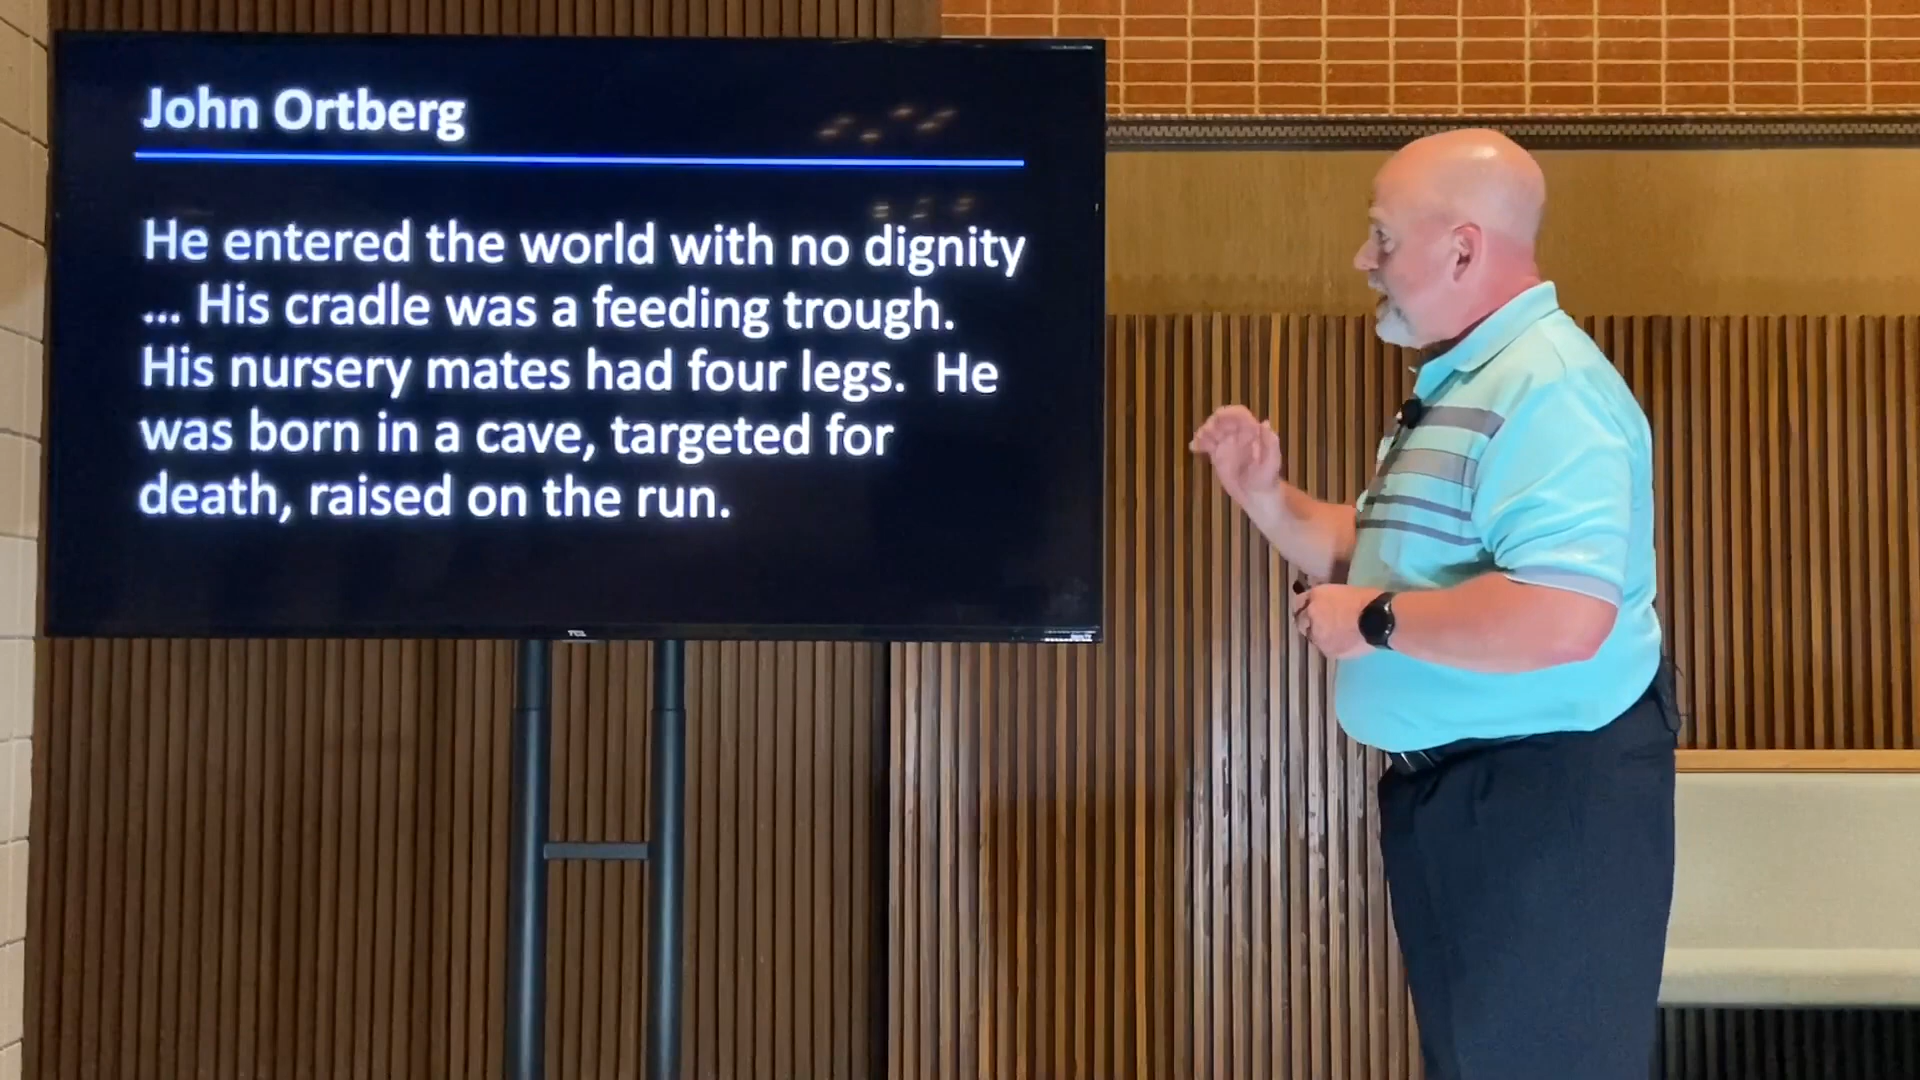 John Ortberg
He entered the world with no dignity
... His cradle was a feeding trough.
His nursery mates had four legs.  He
was born in a cave, targeted for
death, raised on the run.
TCL